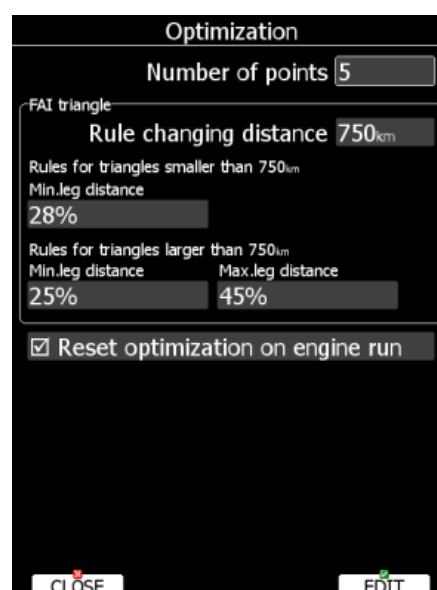 Optimization
Number of points 5
FAI triangle
Rule changing distance 750km
Rules for triangles smaller than 750km
Min.leg distance
28%
Rules for triangles larger than 750km
Min.leg distance Max.leg distance
25% 45%
Reset optimization on engine run
CLOSE EDIT